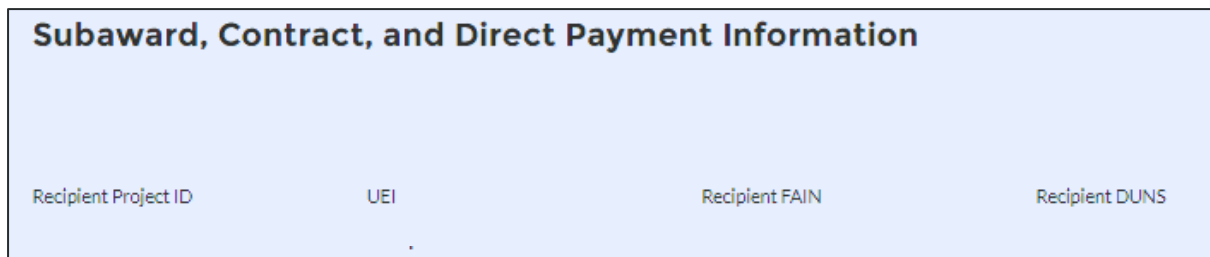 Subaward, Contract, and Direct Payment Information
Recipient Project ID UEI Recipient FAIN Recipient DUNS